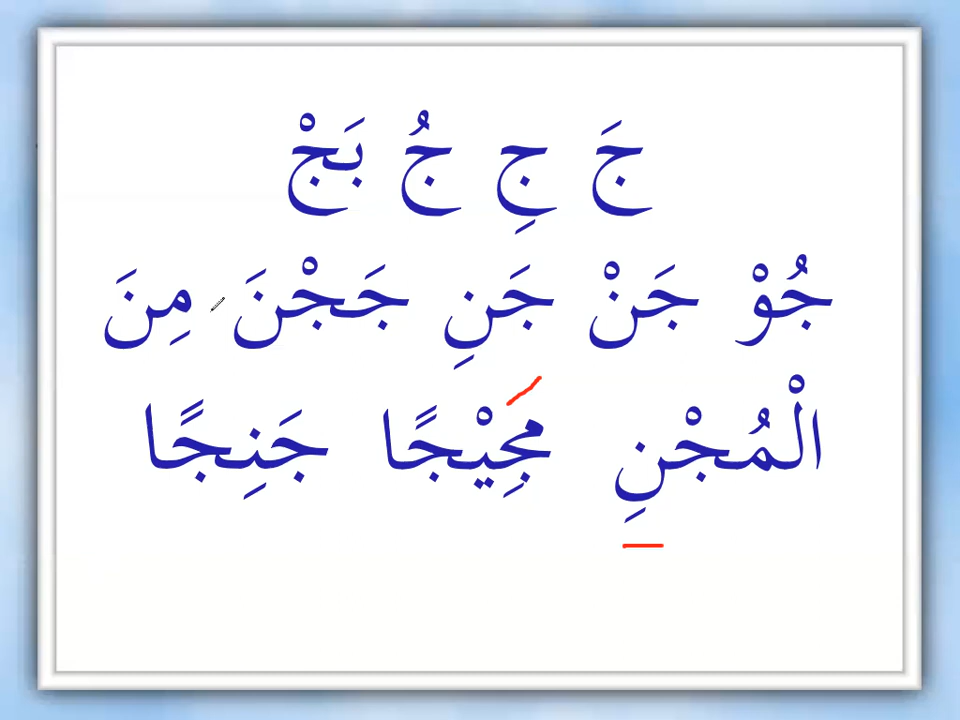 جَ جِ جُ بَجْ
جُوْ جَنْ جَنِ جَجْنَ مِنَ
الْمُجْنِ مَجِيْجًا جَنِجًا